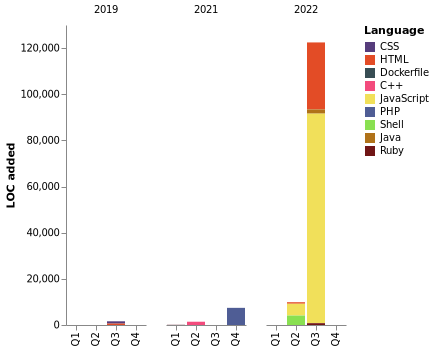 2019 2021 2022
Language
CSS
HTML
Dockerfile
C++
JavaScript
PHP
Shell
Java
Ruby
LOC added
120,000
100,000
80,000
60,000
40,000
20,000
0
Q1 Q2 Q3 Q4 Q1 Q2 Q3 Q4 Q1 Q2 Q3 Q4